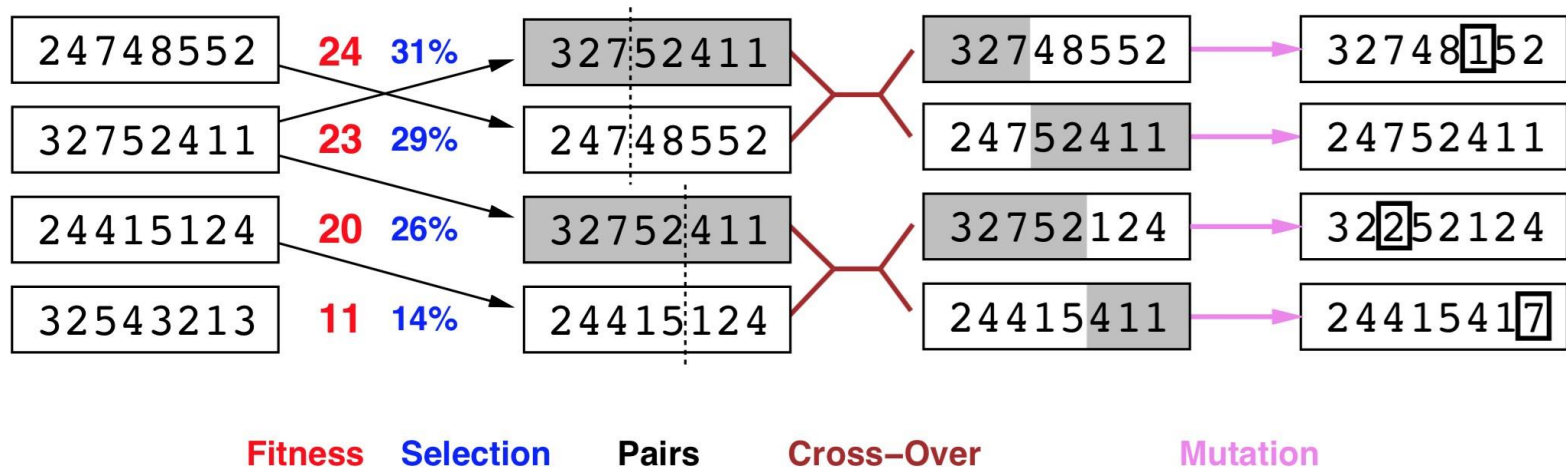 24748552 24 31% 32752411 32748552 32748152
32752411 23 29% 24748552 24752411 24752411
24415124 20 26% 32752411 32752124 32252124
32543213 11 14% 24415124 24415411 24415417
Fitness Selection Pairs Cross–Over Mutation